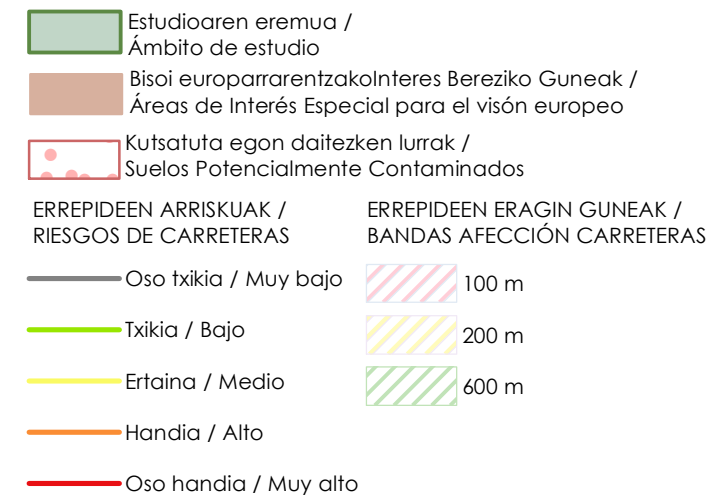 Estudioaren eremua /
Ámbito de estudio
Bisoi europarrarentzakoInteres Bereziko Guneak /
Áreas de Interés Especial para el visón europeo
Kutsatuta egon daitezken lurrak /
Suelos Potencialmente Contaminados
ERREPIDEEN ARRISKUAK /
RIESGOS DE CARRETERAS
Oso txikia / Muy bajo
Txikia / Bajo
Ertaina / Medio
Handia / Alto
Oso handia / Muy alto
ERREPIDEEN ERAGIN GUNEAK /
BANDAS AFECCIÓN CARRETERAS
100 m
200 m
600 m